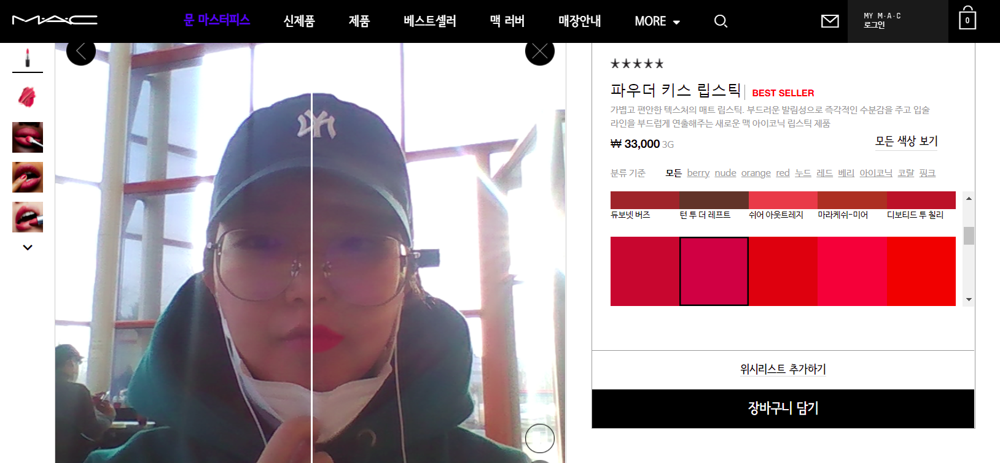 MAC
문 마스터피스
신제품
제품
베스트셀러
맥 러버
매장안내
MORE
MY M·A·C
로그인
0
NY
파우더 키스 립스틱
BEST SELLER
가볍고 편안한 텍스처의 매트 립스틱. 부드러운 발림성으로 즉각적인 수분감을 주고 입술
라인을 부드럽게 연출해주는 새로운 맥 아이코닉 립스틱 제품
₩ 33,000 3G
모든 색상 보기
분류 기준 모든 berry nude orange red 누드 레드 베리 아이코닉 코랄 핑크
듀보넷 버즈
턴 투 더 레프트
쉬어 아웃트레지
마라케쉬-미어
디보티드 투 칠리
위시리스트 추가하기
장바구니 담기